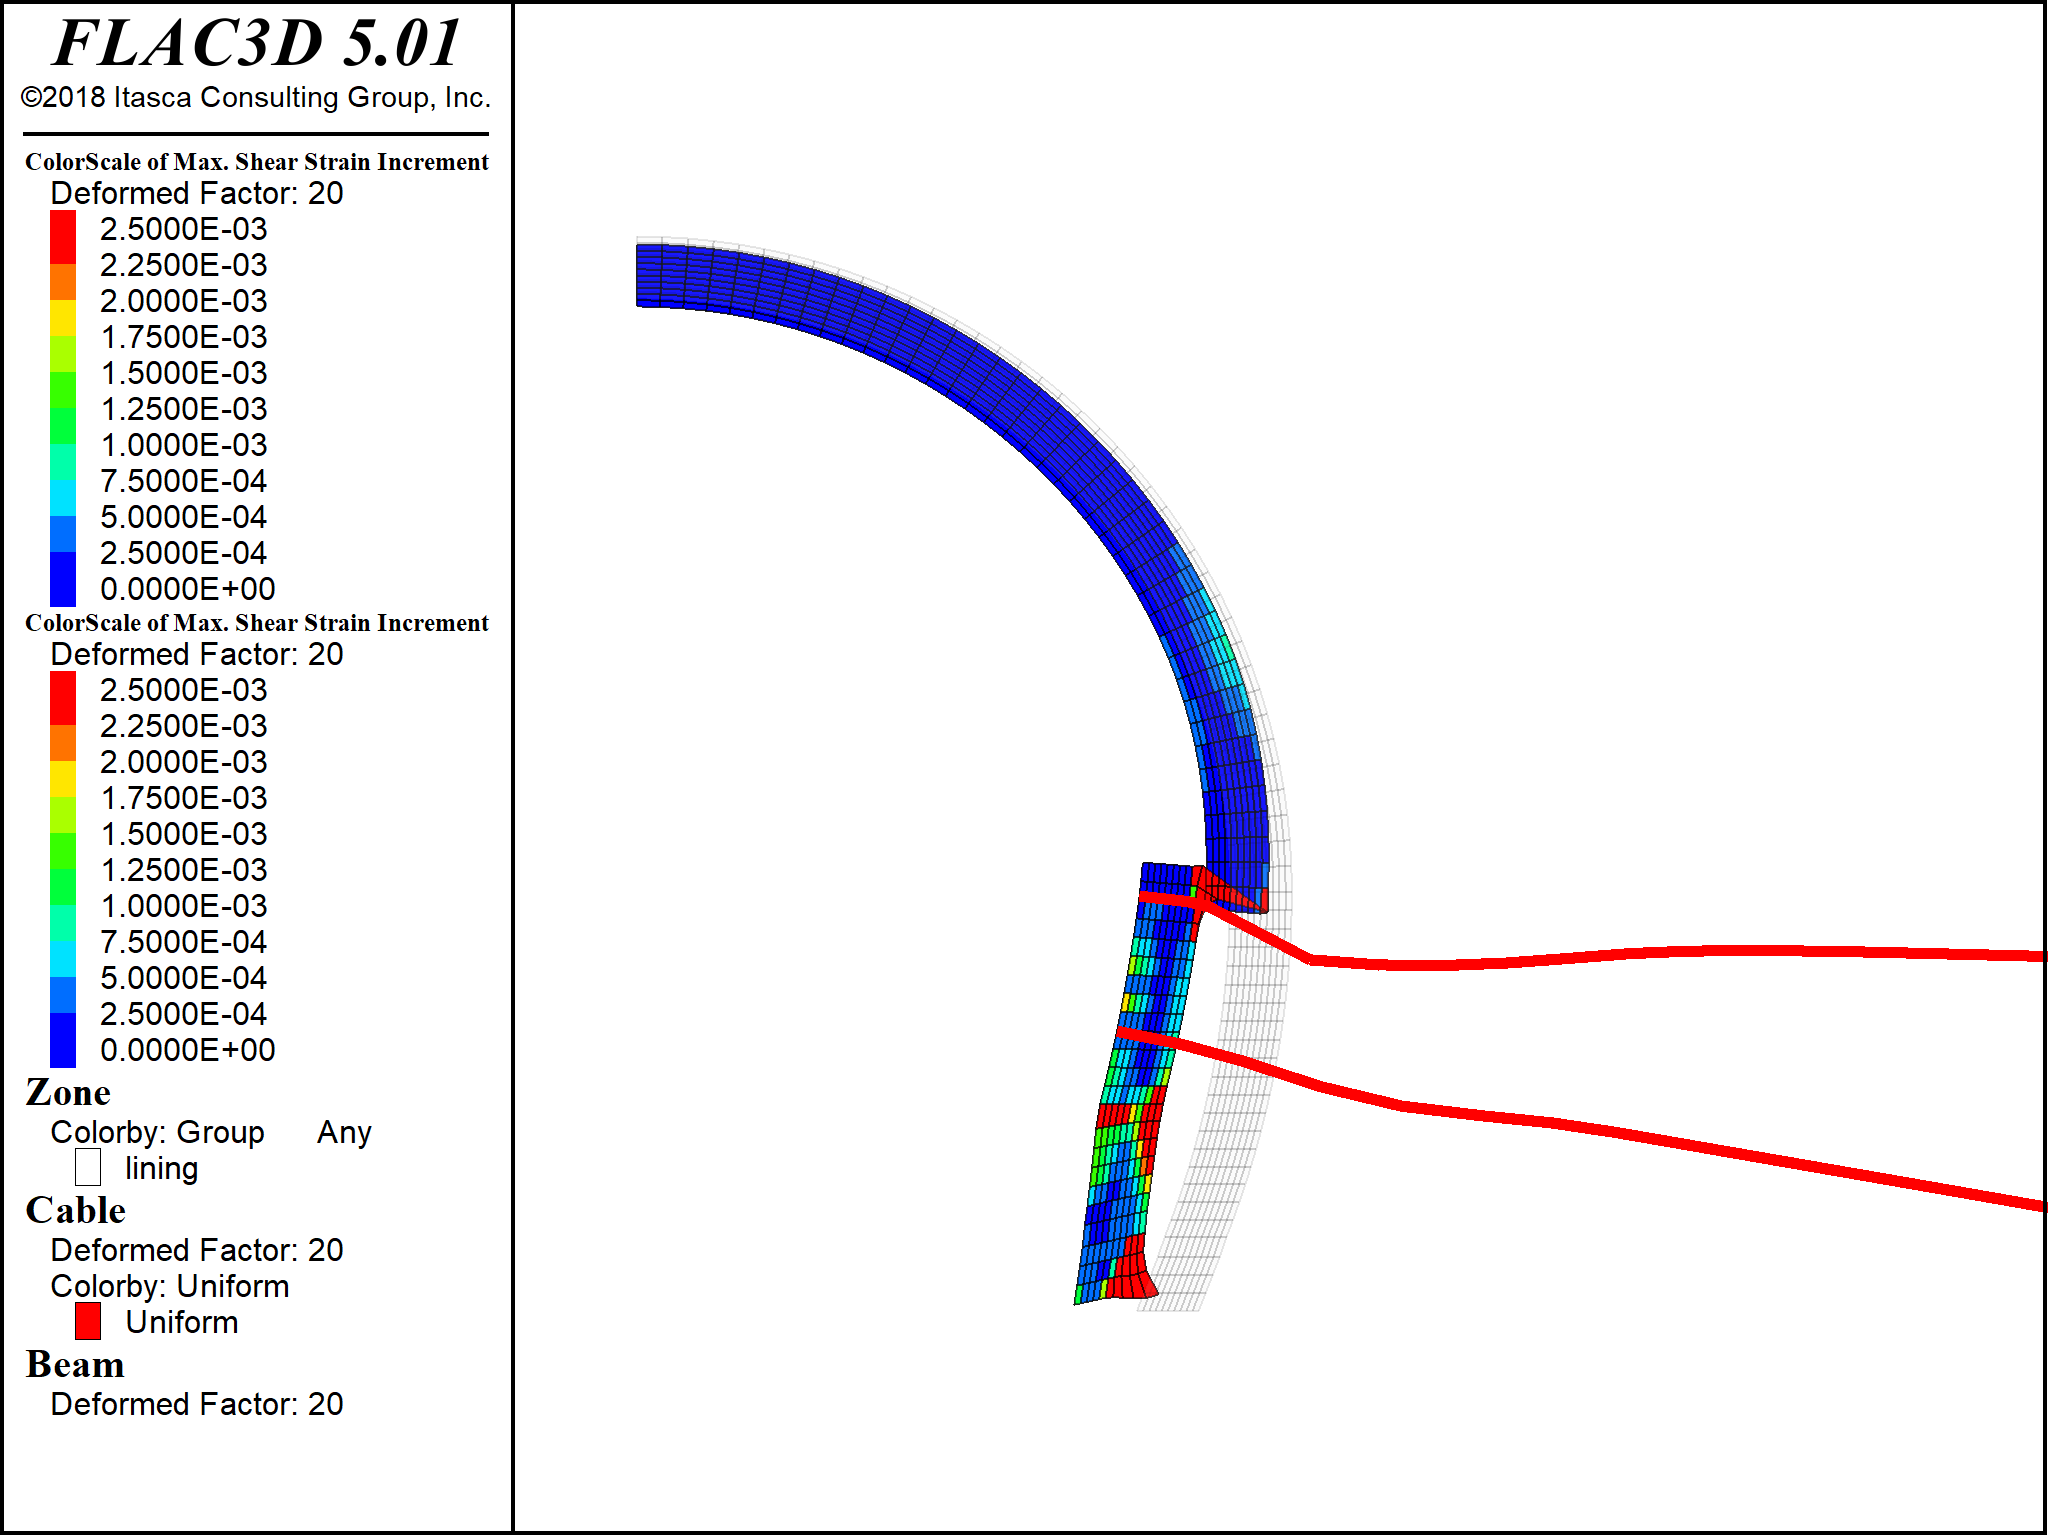 FLAC3D 5.01
©2018 Itasca Consulting Group, Inc.
ColorScale of Max. Shear Strain Increment
Deformed Factor: 20
2.5000E-03
2.2500E-03
2.0000E-03
1.7500E-03
1.5000E-03
1.2500E-03
1.0000E-03
7.5000E-04
5.0000E-04
2.5000E-04
0.0000E+00
ColorScale of Max. Shear Strain Increment
Deformed Factor: 20
2.5000E-03
2.2500E-03
2.0000E-03
1.7500E-03
1.5000E-03
1.2500E-03
1.0000E-03
7.5000E-04
5.0000E-04
2.5000E-04
0.0000E+00
Zone
Colorby: Group Any
lining
Cable
Deformed Factor: 20
Colorby: Uniform
Uniform
Beam
Deformed Factor: 20